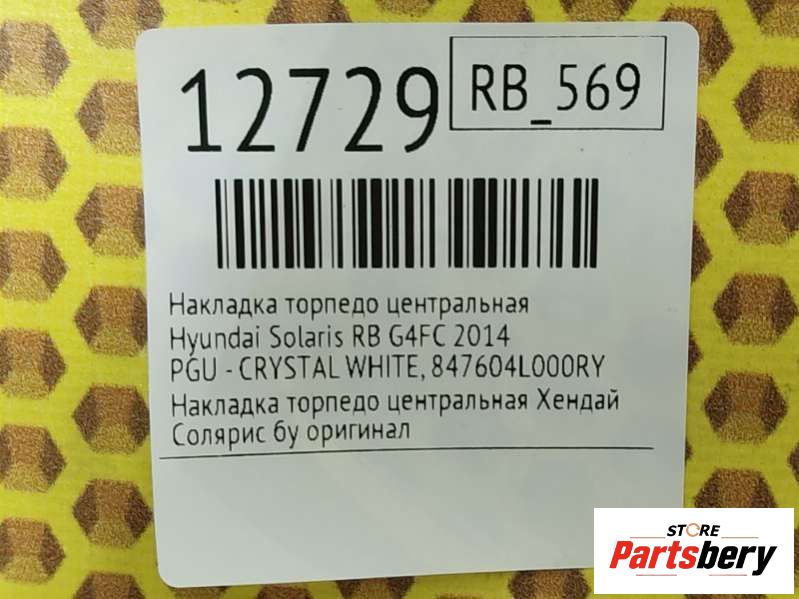 12729
RB_569
Накладка торпедо центральная
Hyundai Solaris RB G4FC 2014
PGU - CRYSTAL WHITE, 847604L000RY
Накладка торпедо центральная Хендай
Солярис бу оригинал
STORE
Partsbery